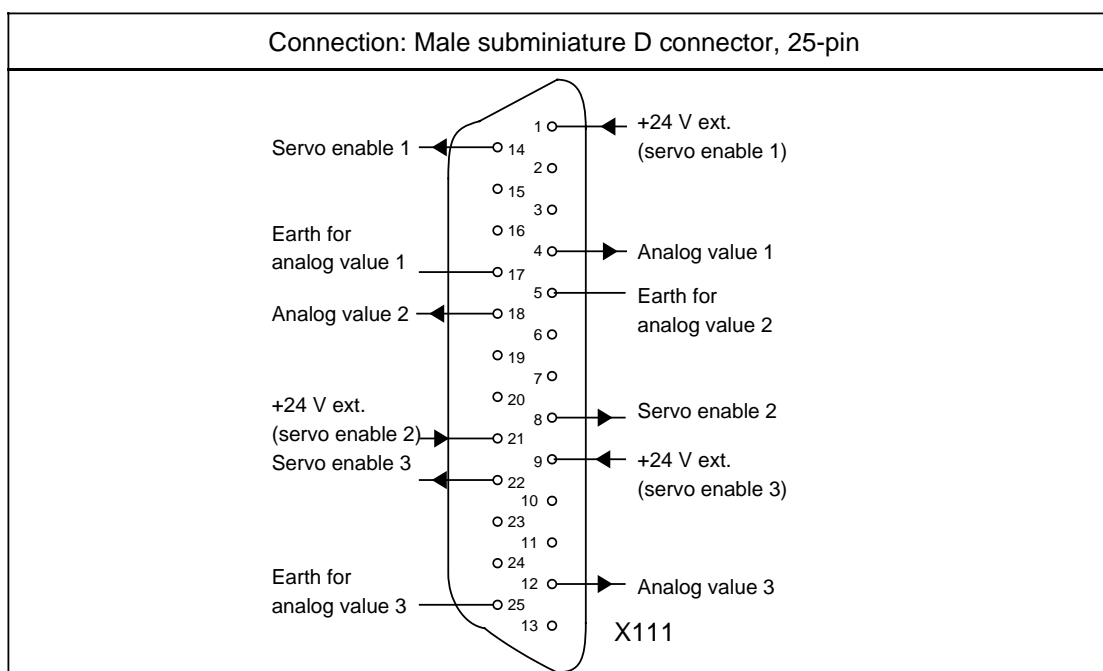 Connection: Male subminiature D connector, 25-pin
1
+24 V ext.
(servo enable 1)
Servo enable 1
14
2
15
3
16
Earth for
analog value 1
4
Analog value 1
17
5
Earth for
analog value 2
Analog value 2
18
6
19
7
20
+24 V ext.
(servo enable 2)
8
Servo enable 2
21
Servo enable 3
9
+24 V ext.
(servo enable 3)
22
10
23
11
24
Earth for
analog value 3
12
Analog value 3
25
13
X111